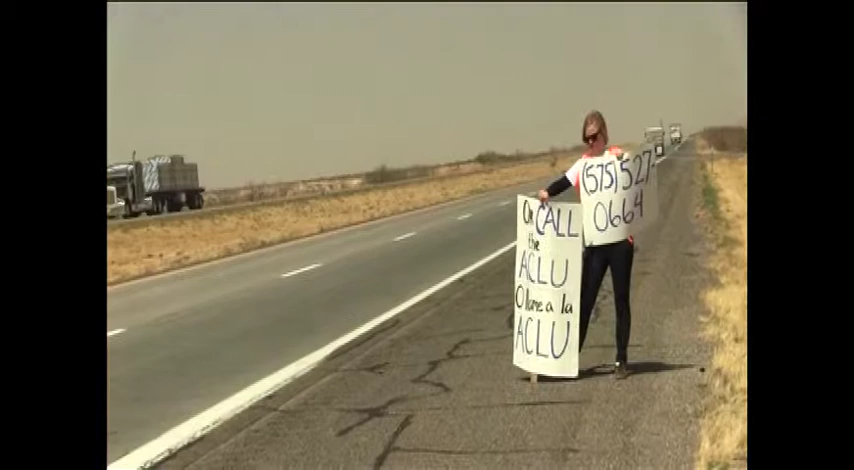 Or CALL
the
ACLU
O llame a la
ACLU
(575) 527-
0664